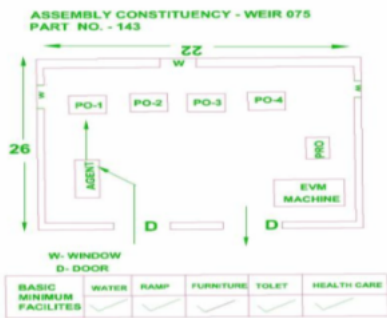 ASSEMBLY CONSTITUENCY - WEIR 075
PART NO. - 143
22
W
PO-1 PO-2 PO-3 PO-4
26
AGENT
PRO
EVM
MACHINE
D D
W- WINDOW
D- DOOR
BASIC MINIMUM FACILITES WATER RAMP FURNITURE TOLET HEALTH CARE